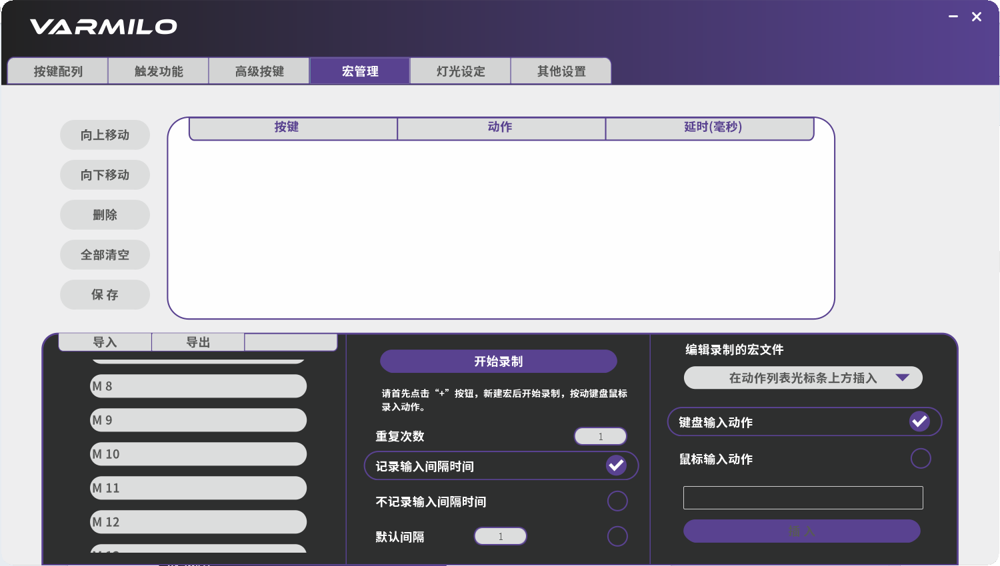 VARMILO
按键配列
触发功能
高级按键
宏管理
灯光设定
其他设置
向上移动
向下移动
删除
全部清空
保 存
按键
动作
延时(毫秒)
导入
导出
M 8
M 9
M 10
M 11
M 12
开始录制
请首先点击“+”按钮，新建宏后开始录制，按动键盘鼠标
录入动作。
重复次数
1
记录输入间隔时间
不记录输入间隔时间
默认间隔
1
编辑录制的宏文件
在动作列表光标条上方插入
键盘输入动作
鼠标输入动作
插 入